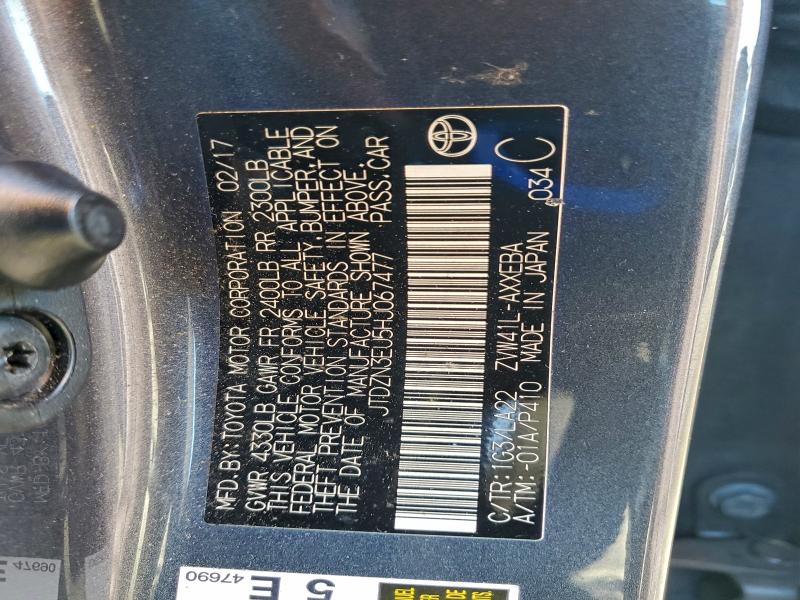 MFD.BY:TOYOTA MOTOR CORPORATION 02/17
GVWR 4330LB GAWR FR 2400LB RR 2300LB
THIS VEHICLE CONFORMS TO ALL APPLICABLE
FEDERAL MOTOR VEHICLE SAFETY,BUMPER,AND
THEFT PREVENTION STANDARDS IN EFFECT ON
THE DATE OF MANUFACTURE SHOWN ABOVE.
JTDZN3EU5HJ067477 PASS.CAR
C/TR:1G3/LA22 ZVW41L-AXXEBA
A/TM:-01A/P410 MADE IN JAPAN 034 C
47690
5 E
47690
E